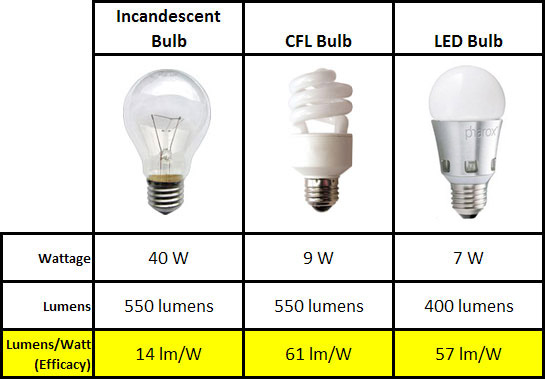 Incandescent
Bulb
CFL Bulb
LED Bulb
pharox
Wattage
40 W
9 W
7 W
Lumens
550 lumens
550 lumens
400 lumens
Lumens/Watt
(Efficacy)
14 lm/W
61 lm/W
57 lm/W